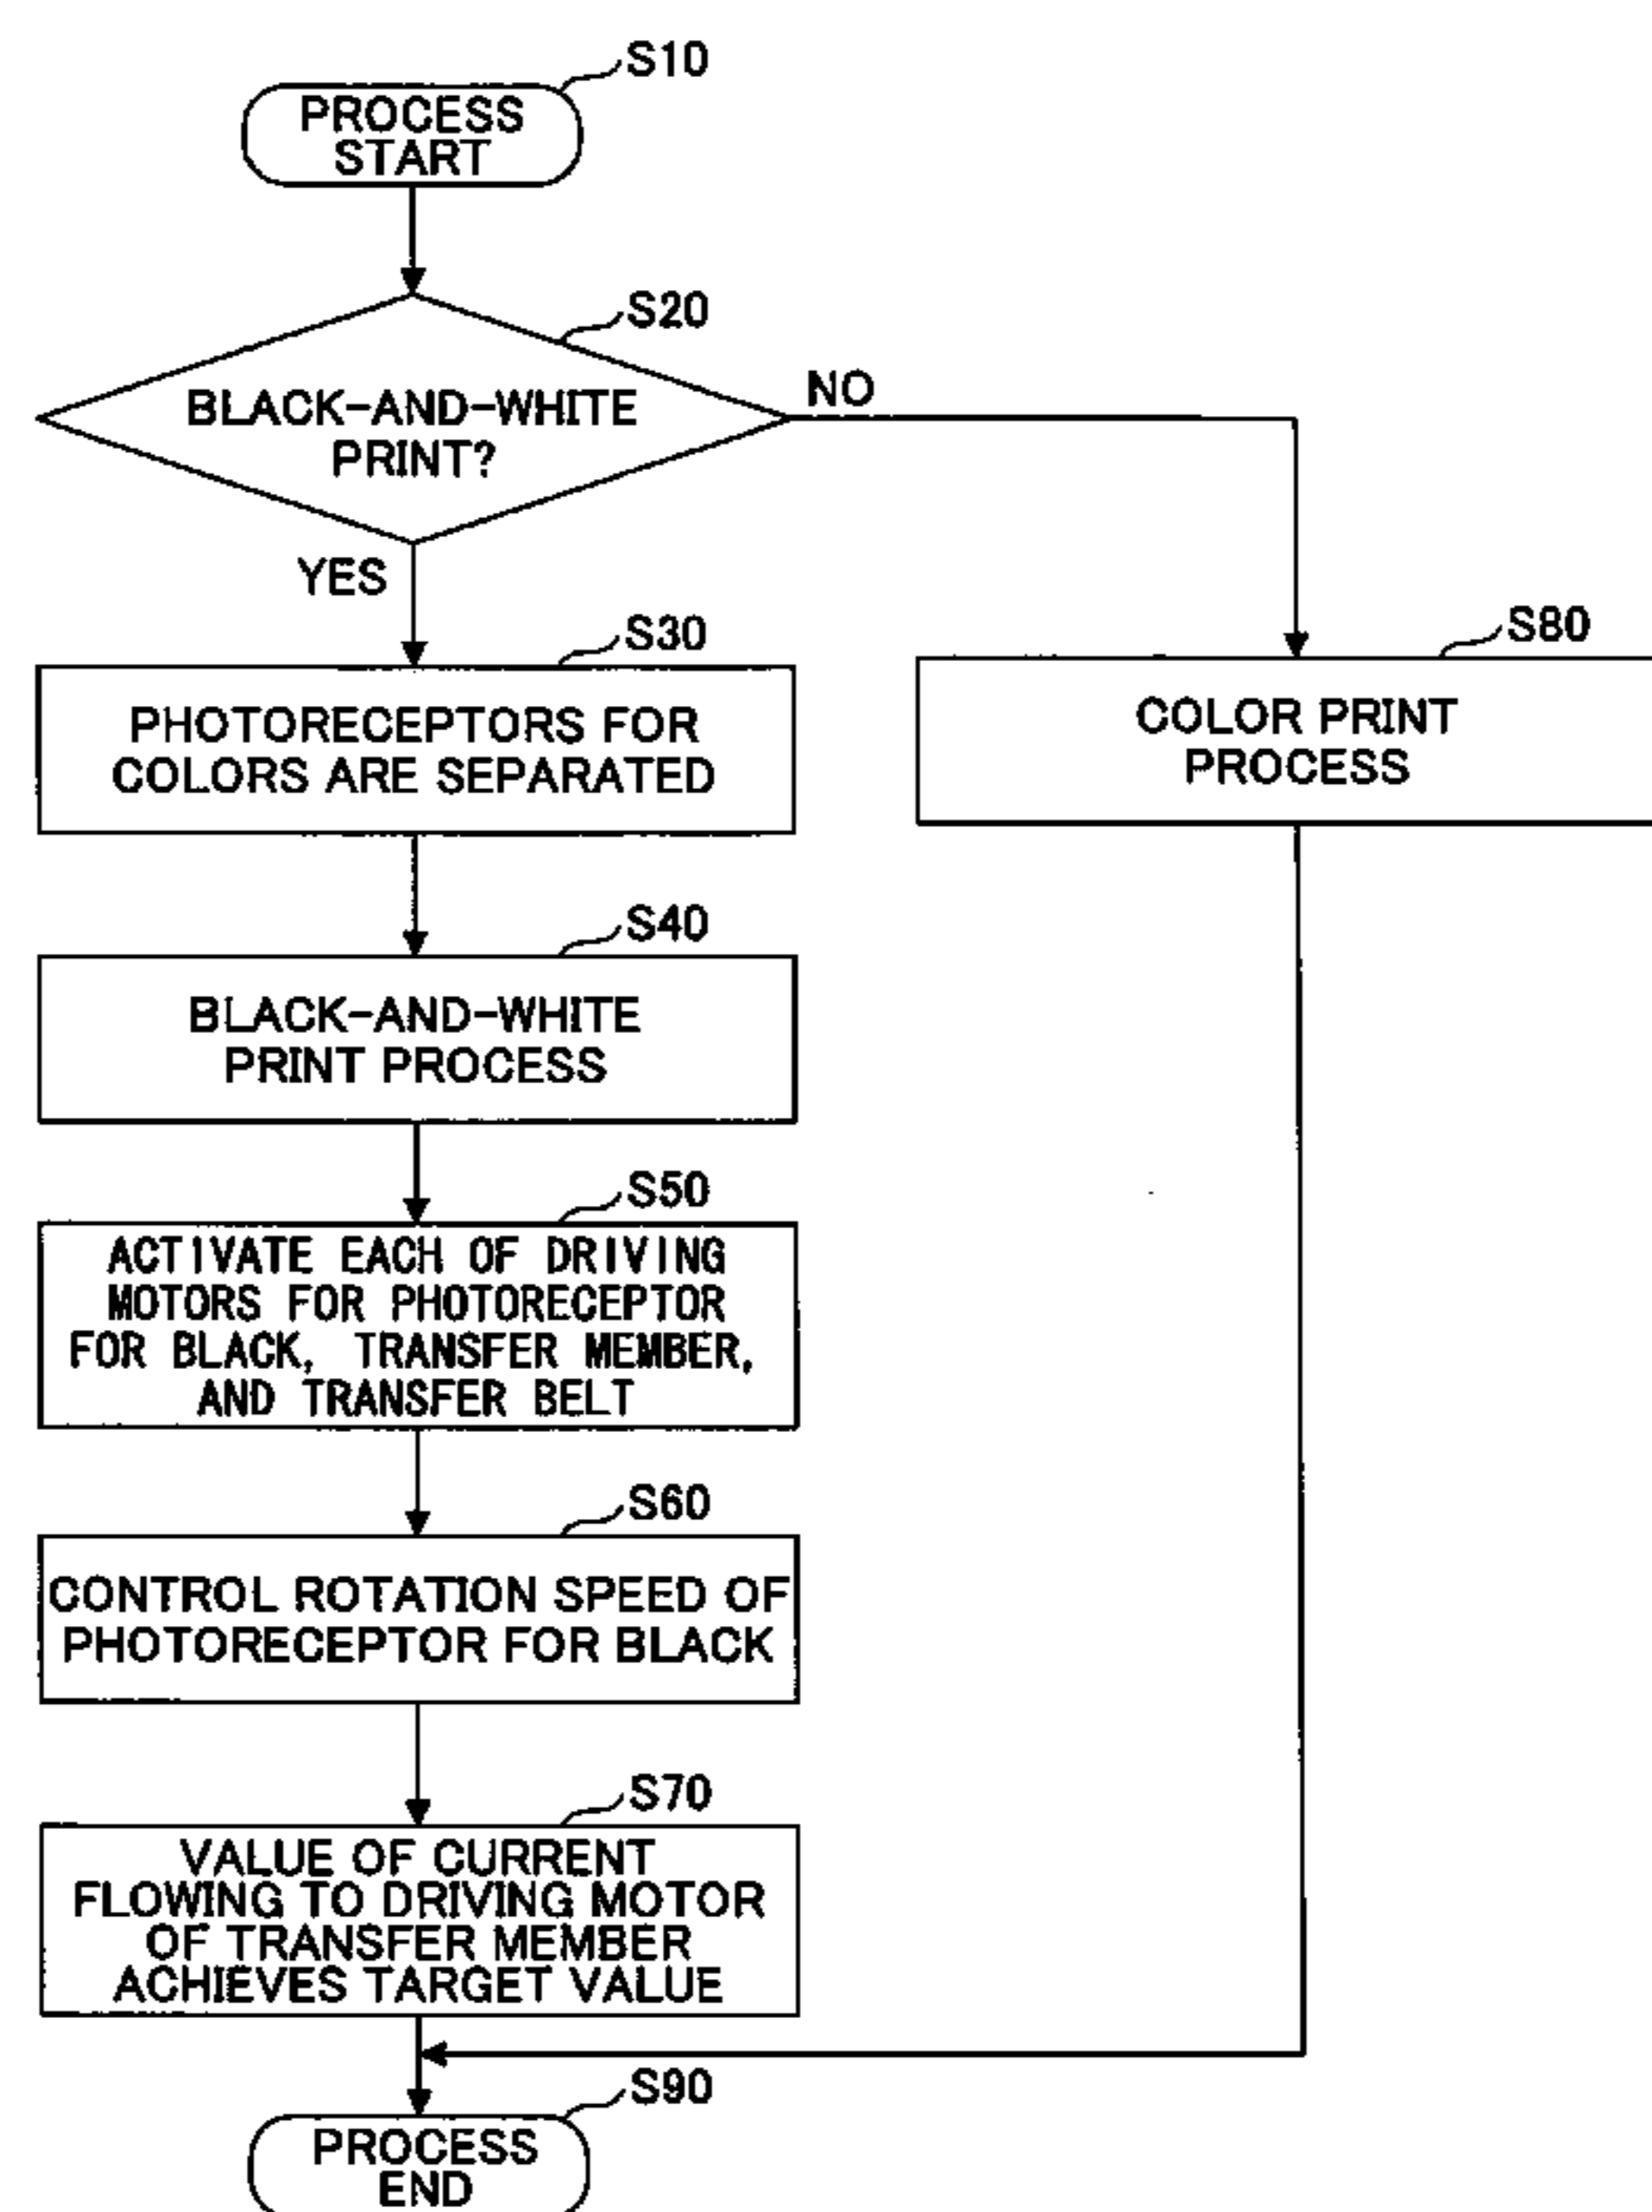 S10
PROCESS
START
S20
BLACK-AND-WHITE
PRINT?
NO
YES
S30
PHOTORECEPTORS FOR
COLORS ARE SEPARATED
S80
COLOR PRINT
PROCESS
S40
BLACK-AND-WHITE
PRINT PROCESS
S50
ACTIVATE EACH OF DRIVING
MOTORS FOR PHOTORECEPTOR
FOR BLACK, TRANSFER MEMBER,
AND TRANSFER BELT
S60
CONTROL ROTATION SPEED OF
PHOTORECEPTOR FOR BLACK
S70
VALUE OF CURRENT
FLOWING TO DRIVING MOTOR
OF TRANSFER MEMBER
ACHIEVES TARGET VALUE
S90
PROCESS
END